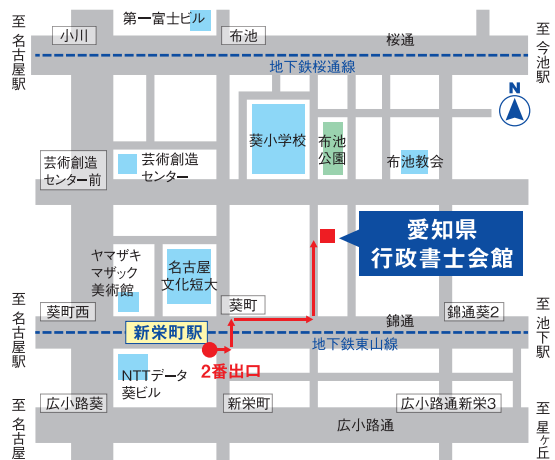 至 名古屋駅
第一富士ビル
小川
布池
桜通
至 今池駅
地下鉄桜通線
N
葵小学校
布池
公園
芸術創造
センター前
芸術創造
センター
布池教会
愛知県
行政書士会館
ヤマザキ
マザック
美術館
名古屋
文化短大
至 名古屋駅
葵町西
葵町
錦通
錦通葵2
至 池下駅
新栄町駅
地下鉄東山線
2番出口
NTTデータ
葵ビル
至 名古屋
広小路葵
新栄町
広小路通新栄3
広小路通
至 星ヶ丘